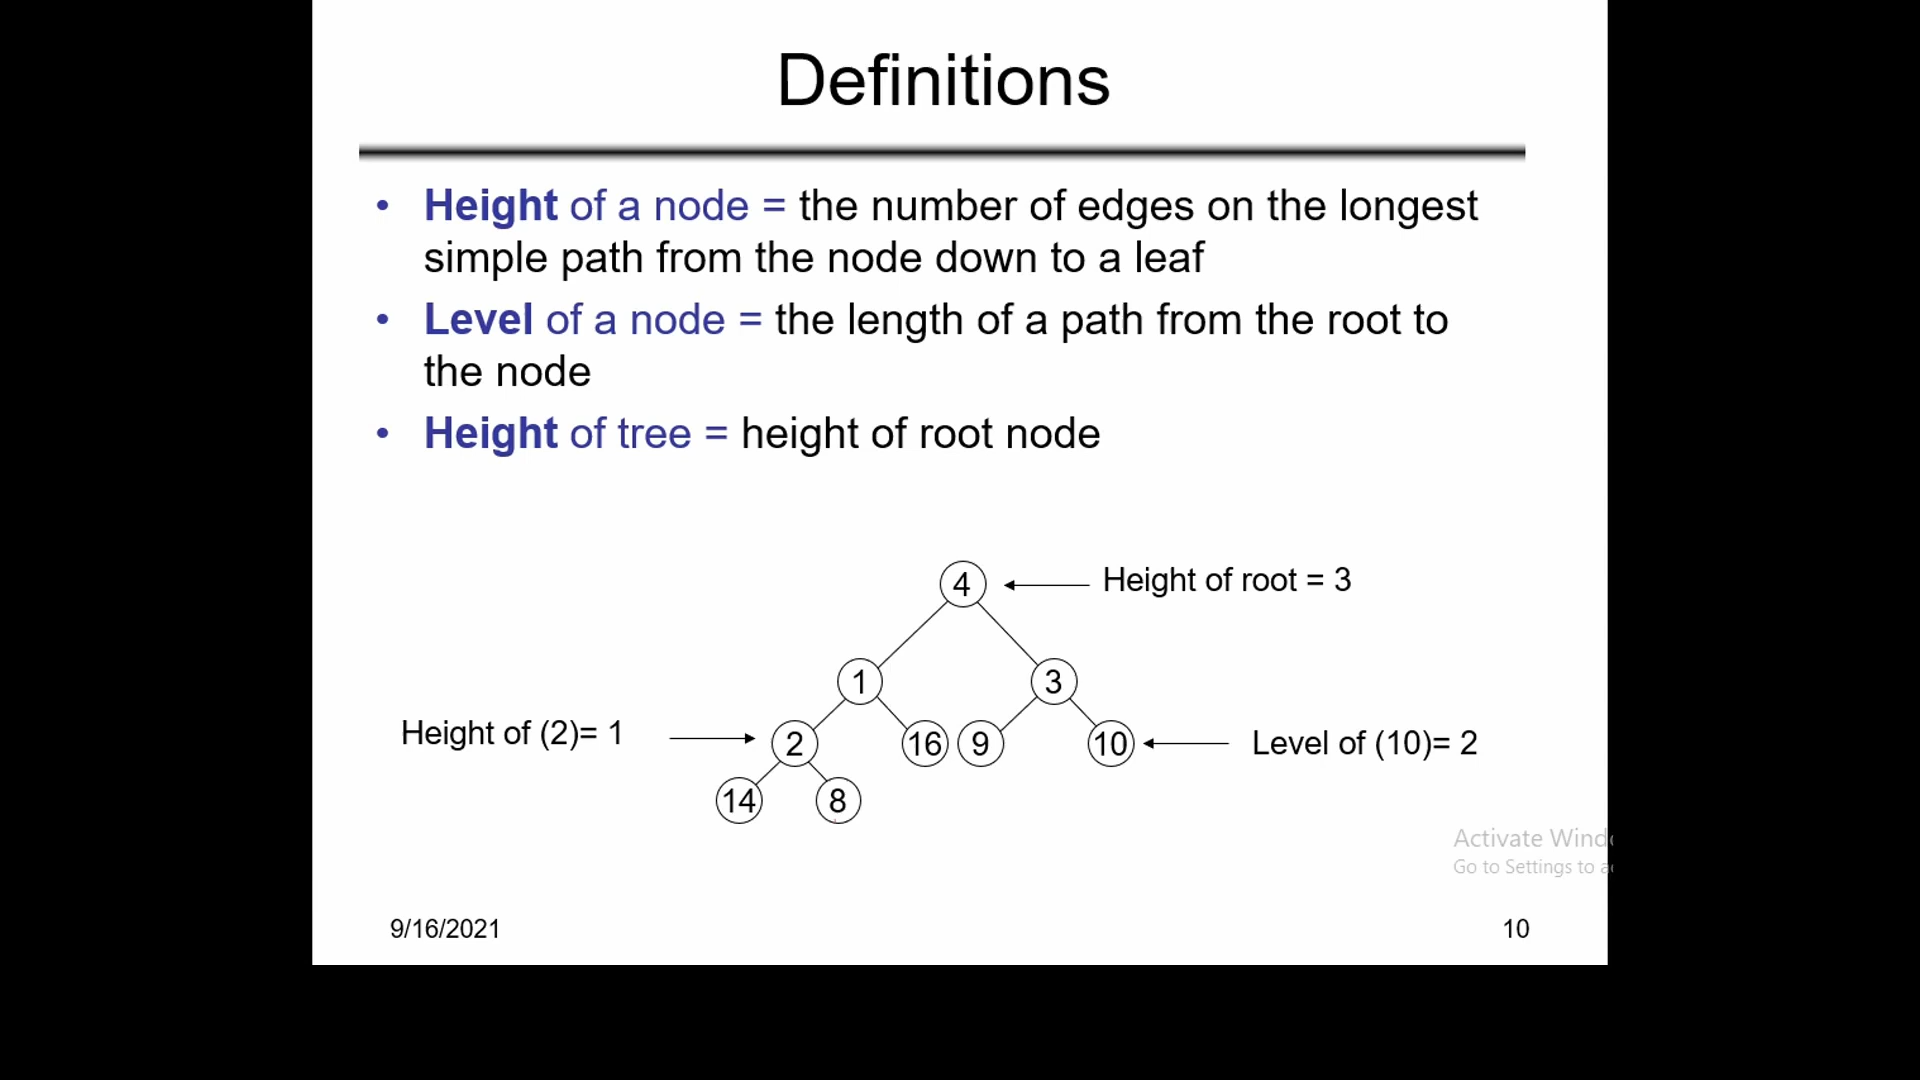 Definitions
• Height of a node = the number of edges on the longest
simple path from the node down to a leaf
• Level of a node = the length of a path from the root to
the node
• Height of tree = height of root node
4
Height of root = 3
1
3
Height of (2)= 1
2
16
9
10
Level of (10)= 2
14
8
Activate
Go to Settings to
9/16/2021
10